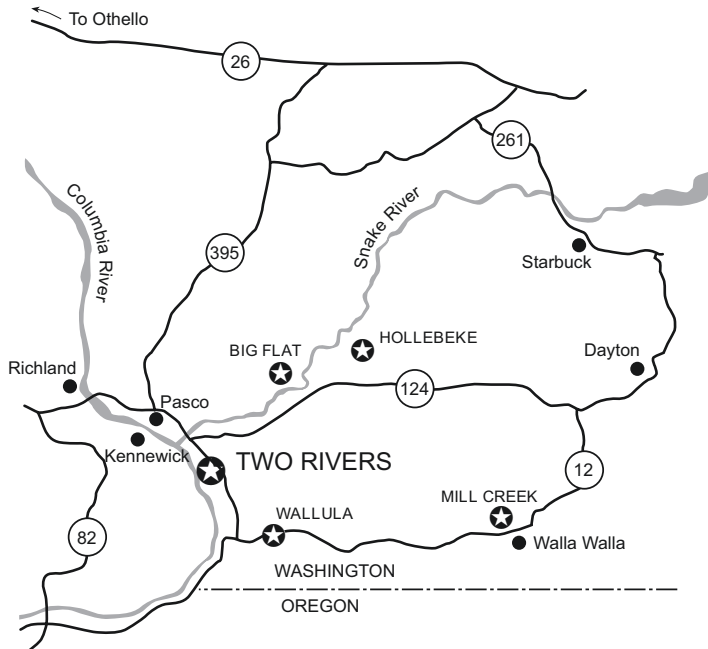 To Othello
26
261
Columbia River
Snake River
395
Starbuck
HOLLEBEKE
BIG FLAT
Dayton
Richland
124
Pasco
Kennewick
TWO RIVERS
12
MILL CREEK
WALLULA
82
Walla Walla
WASHINGTON
OREGON